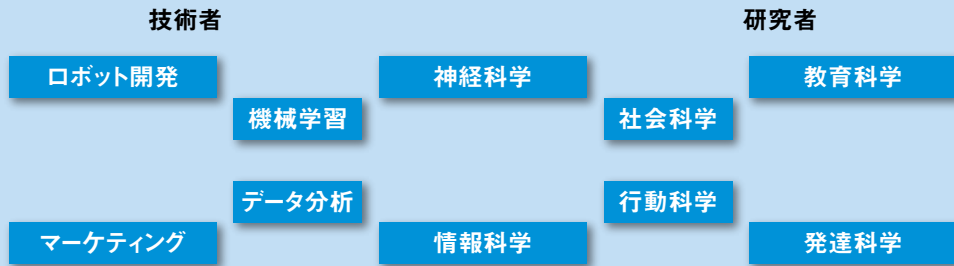 技術者
研究者
ロボット開発
神経科学
教育科学
機械学習
社会科学
データ分析
行動科学
マーケティング
情報科学
発達科学